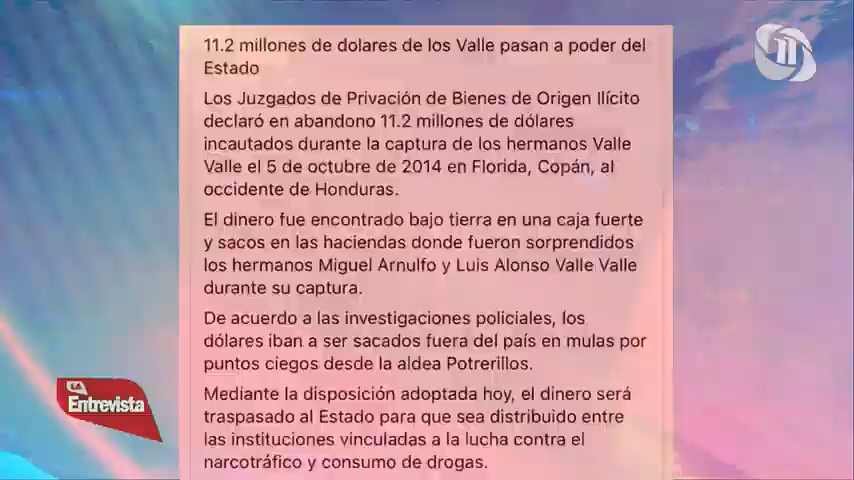 11.2 millones de dolares de los Valle pasan a poder del
Estado
Los Juzgados de Privación de Bienes de Origen Ilícito
declaró en abandono 11.2 millones de dólares
incautados durante la captura de los hermanos Valle
Valle el 5 de octubre de 2014 en Florida, Copán, al
occidente de Honduras.
El dinero fue encontrado bajo tierra en una caja fuerte
y sacos en las haciendas donde fueron sorprendidos
los hermanos Miguel Arnulfo y Luis Alonso Valle Valle
durante su captura.
De acuerdo a las investigaciones policiales, los
dólares iban a ser sacados fuera del país en mulas por
puntos ciegos desde la aldea Potrerillos.
Mediante la disposición adoptada hoy, el dinero será
traspasado al Estado para que sea distribuido entre
las instituciones vinculadas a la lucha contra el
narcotráfico y consumo de drogas.
11
LA
Entrevista